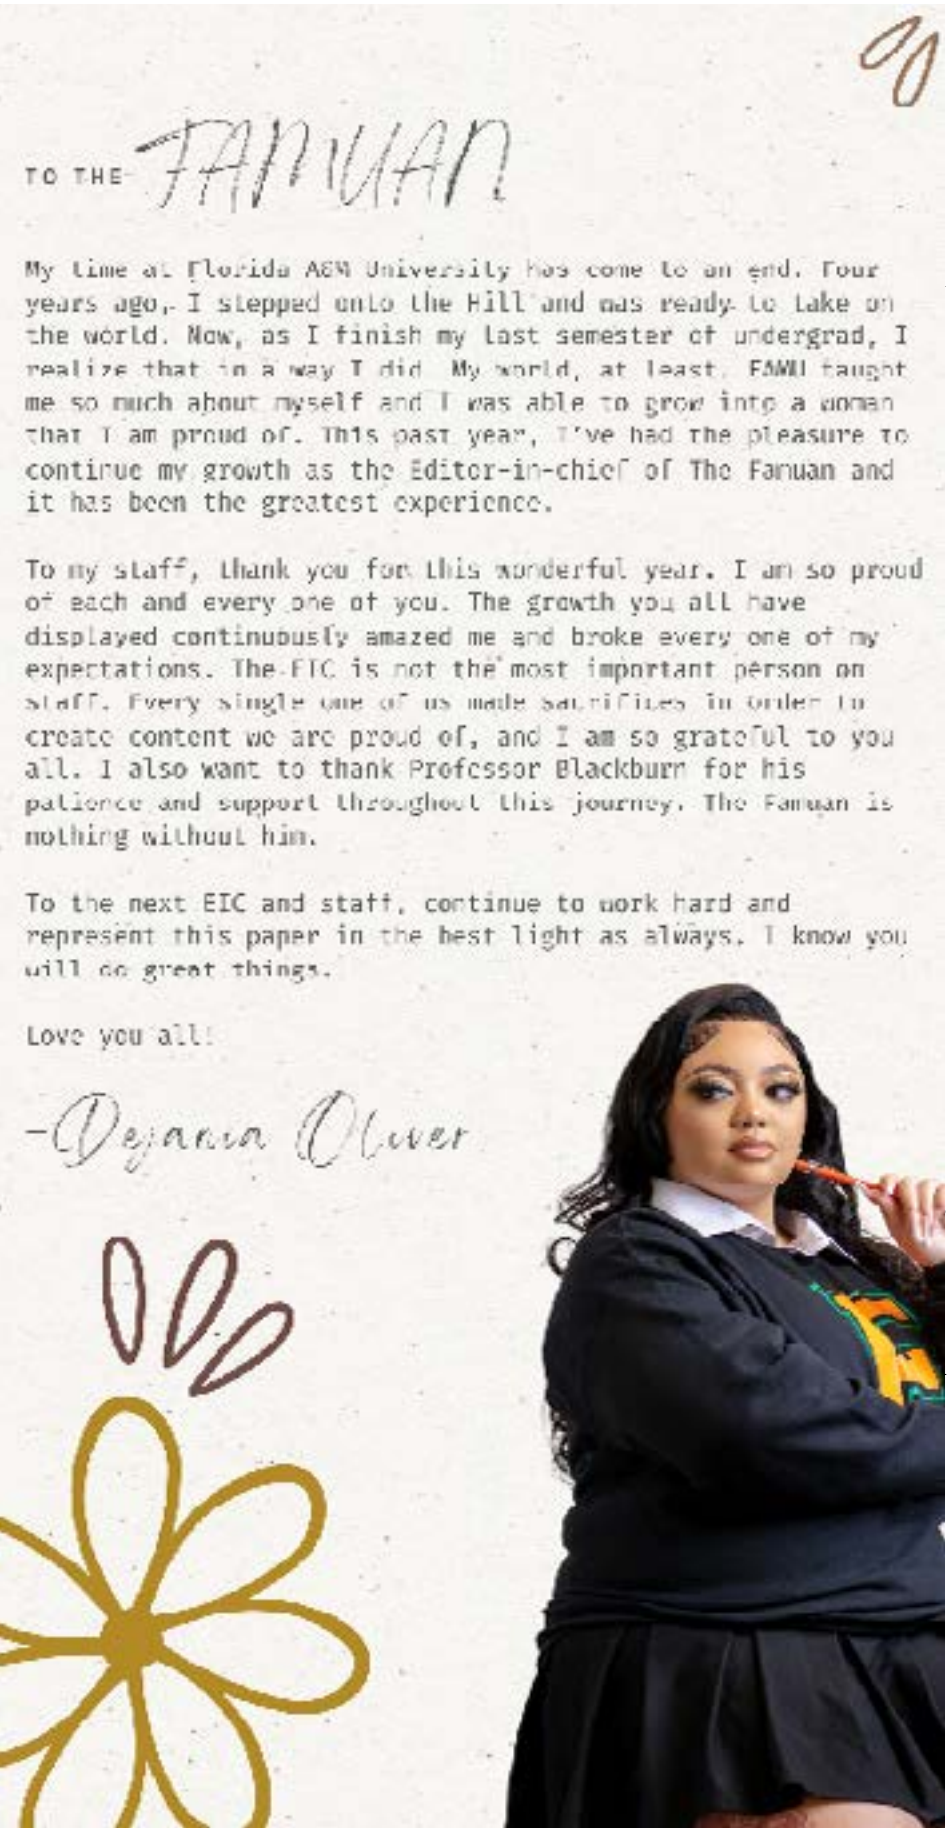 TO THE FAMUAN
My time at Florida A&M University has come to an end. Four
years ago, I stepped onto the Hill and was ready to take on
the world. Now, as I finish my last semester of undergrad, I
realize that in a way I did. My world, at least. FAMU taught
me so much about myself and I was able to grow into a woman
that I am proud of. This past year, I've had the pleasure to
continue my growth as the Editor-in-chief of The Famuan and
it has been the greatest experience.
To my staff, thank you for this wonderful year. I am so proud
of each and every one of you. The growth you all have
displayed continuously amazed me and broke every one of my
expectations. The EIC is not the most important person on
staff. Every single one of us made sacrifices in order to
create content we are proud of, and I am so grateful to you
all. I also want to thank Professor Blackburn for his
patience and support throughout this journey. The Famuan is
nothing without him.
To the next EIC and staff, continue to work hard and
represent this paper in the best light as always. I know you
will do great things.
Love you all!
-Dejania Oliver